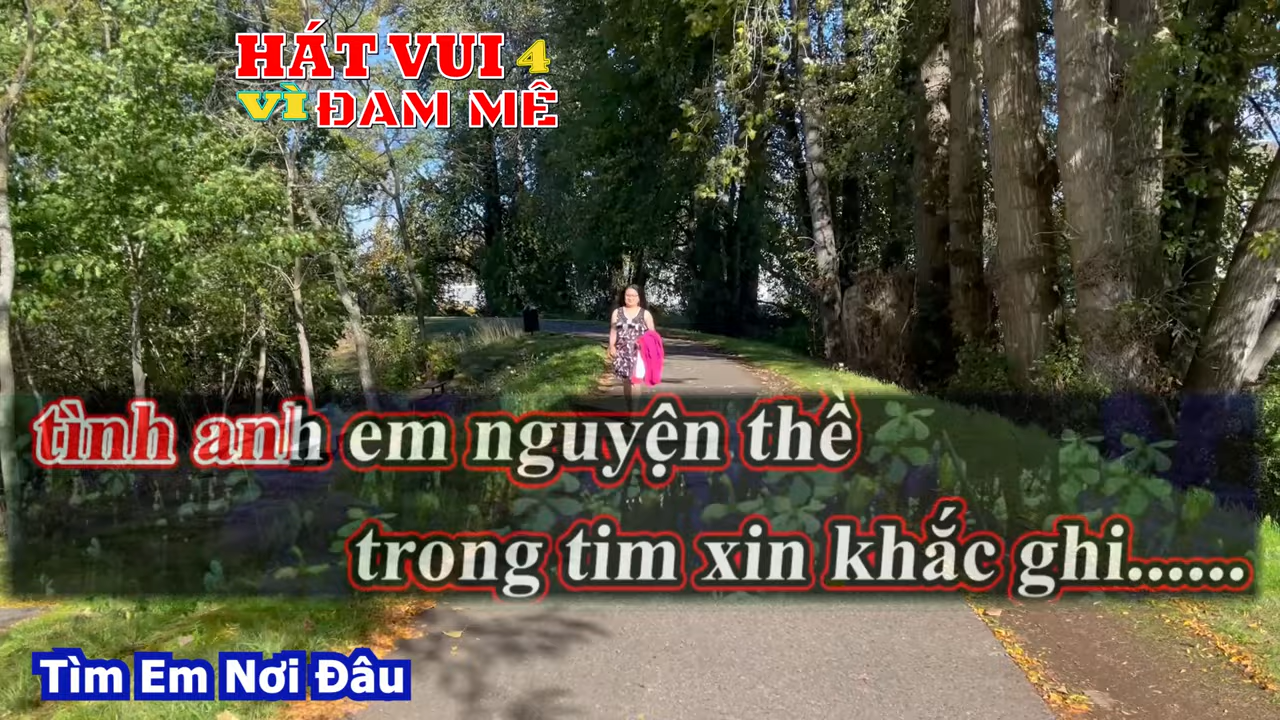 HÁT VUI 4
VÌ ĐAM MÊ
tình anh em nguyện thề
trong tim xin khắc ghi......
Tìm Em Nơi Đâu